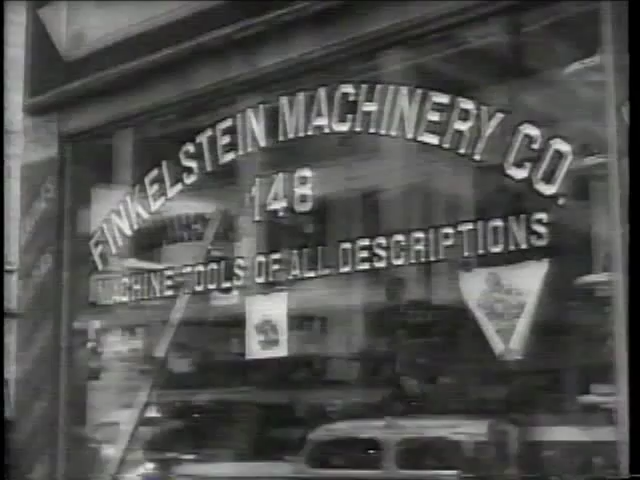 FINKELSTEIN MACHINERY CO.
148
MACHINE TOOLS OF ALL DESCRIPTIONS